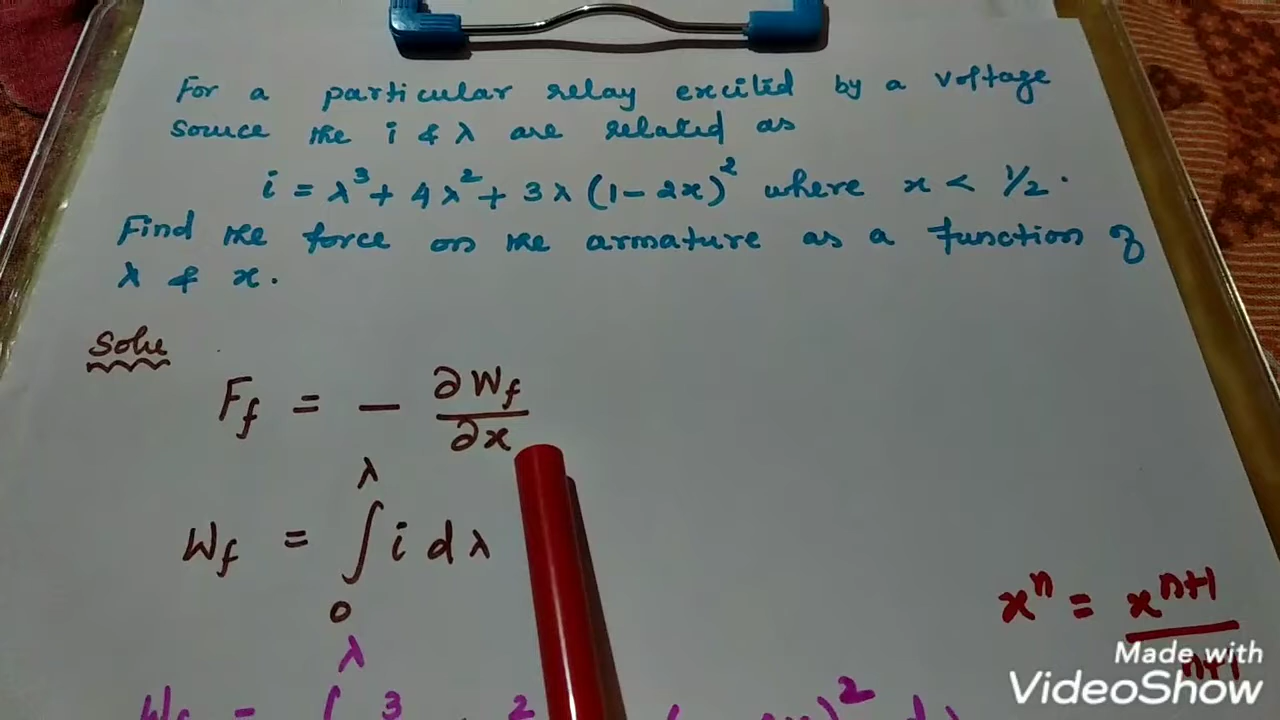 For a particular relay excited by a voltage
source the i & λ are related as
i = λ³ + 4λ² + 3λ (1-2x)² where x < 1/2.
Find the force on the armature as a function of
λ & x.
Solu
F_f = - ∂W_f / ∂x
W_f = ∫₀^λ i dλ
xⁿ = xⁿ⁺¹ / n+1
Made with
VideoShow